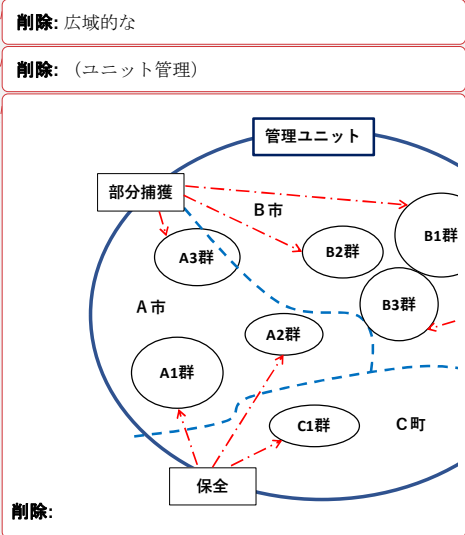 削除: 広域的な
削除: （ユニット管理）
管理ユニット
部分捕獲
B市
B1群
A3群
B2群
A市
B3群
A2群
A1群
C1群
C町
保全
削除: